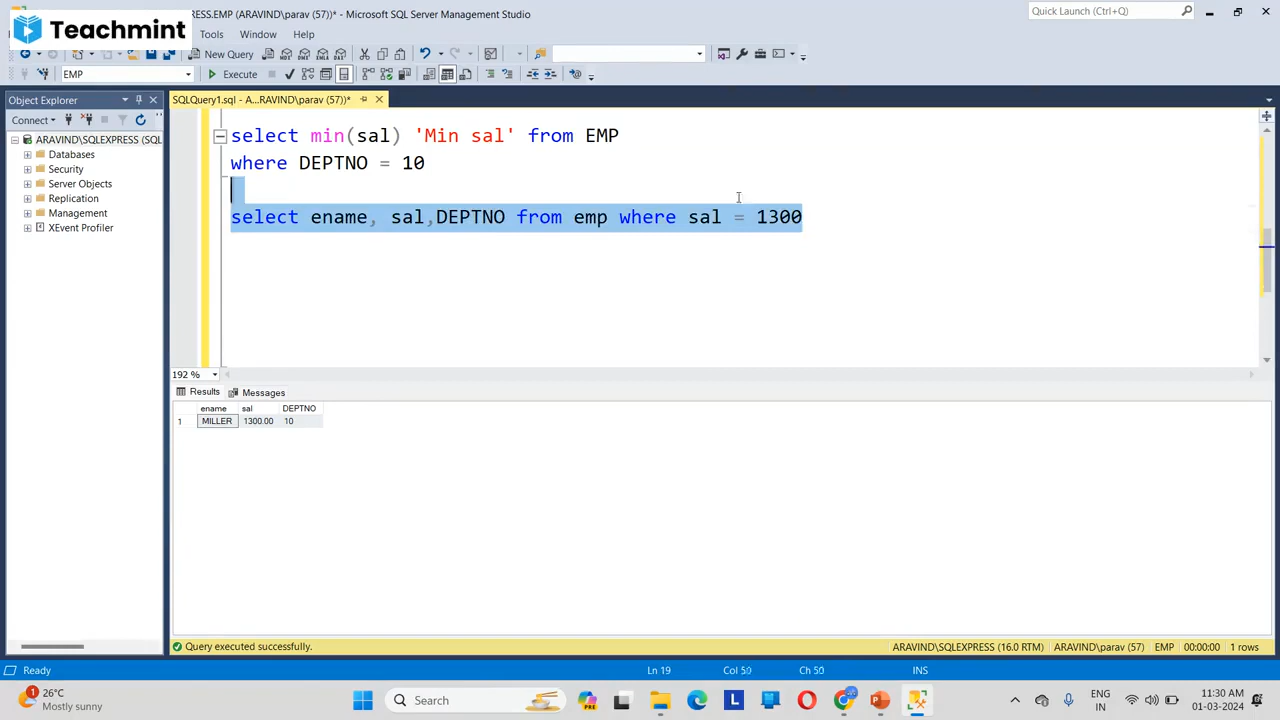 RESS.EMP (ARAVIND\parav (57))* - Microsoft SQL Server Management Studio
Quick Launch (Ctrl+Q)
Teachmint
Tools Window Help
New Query
EMP
Execute
Object Explorer
SQLQuery1.sql - A...RAVIND\parav (57))*
Connect
ARAVIND\SQLEXPRESS (SQL
Databases
Security
Server Objects
Replication
Management
XEvent Profiler
select min(sal) 'Min sal' from EMP
where DEPTNO = 10
select ename, sal,DEPTNO from emp where sal = 1300
192 %
Results Messages
ename sal DEPTNO
1 MILLER 1300.00 10
Query executed successfully.
ARAVIND\SQLEXPRESS (16.0 RTM) ARAVIND\parav (57) EMP 00:00:00 1 rows
Ready
Ln 19 Col 50 Ch 50 INS
1
26°C
Mostly sunny
Search
PRE
L
ENG
IN
11:30 AM
01-03-2024